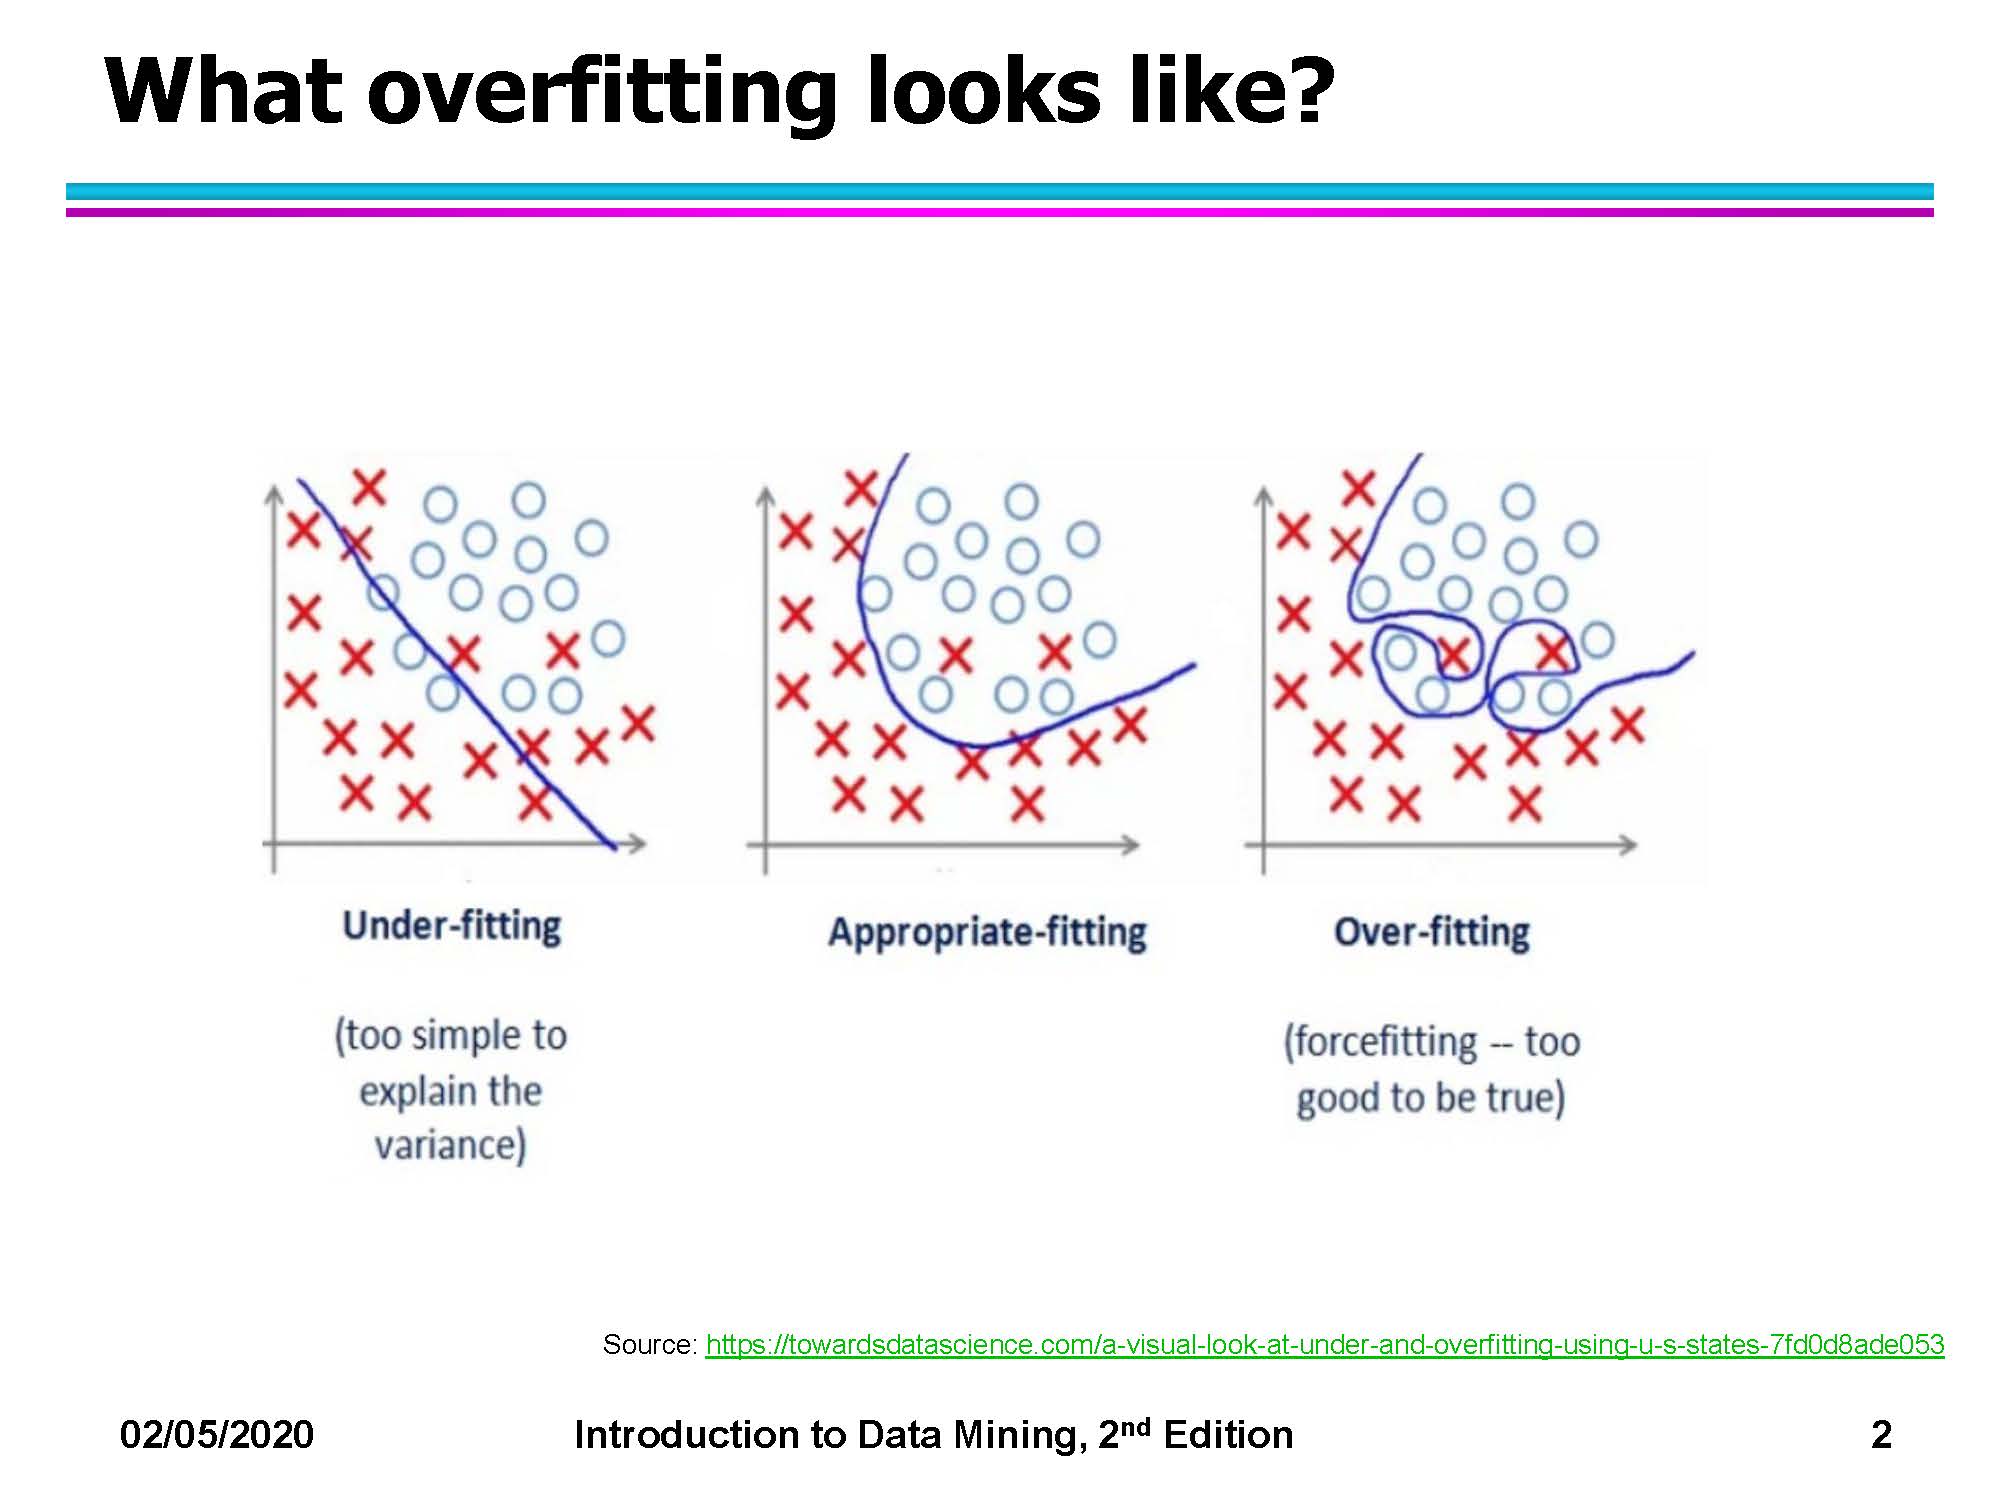 What overfitting looks like?
Under-fitting
Appropriate-fitting
Over-fitting
(too simple to
explain the
variance)
(forcefitting -- too
good to be true)
Source: https://towardsdatascience.com/a-visual-look-at-under-and-overfitting-using-u-s-states-7fd0d8ade053
02/05/2020
Introduction to Data Mining, 2nd Edition
2